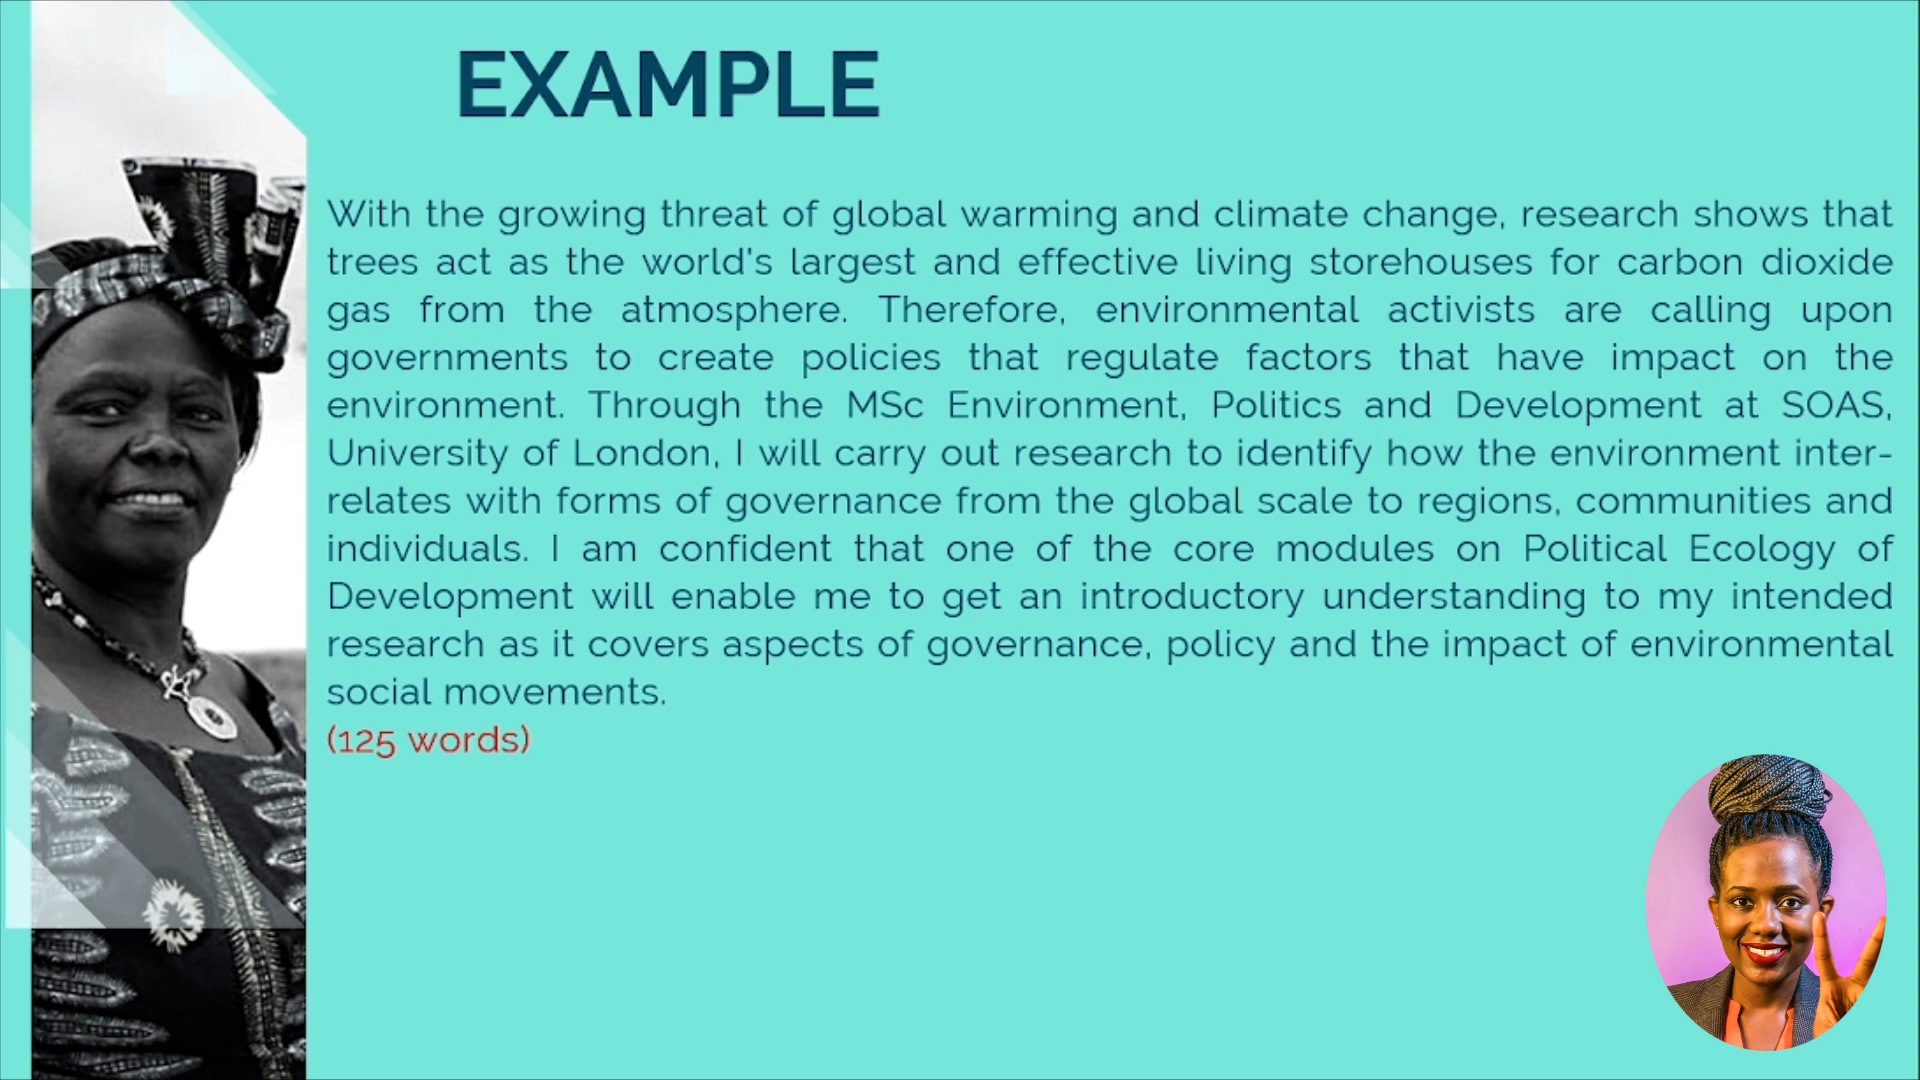 EXAMPLE
With the growing threat of global warming and climate change, research shows that
trees act as the world's largest and effective living storehouses for carbon dioxide
gas from the atmosphere. Therefore, environmental activists are calling upon
governments to create policies that regulate factors that have impact on the
environment. Through the MSc Environment, Politics and Development at SOAS,
University of London, I will carry out research to identify how the environment inter-
relates with forms of governance from the global scale to regions, communities and
individuals. I am confident that one of the core modules on Political Ecology of
Development will enable me to get an introductory understanding to my intended
research as it covers aspects of governance, policy and the impact of environmental
social movements.
(125 words)